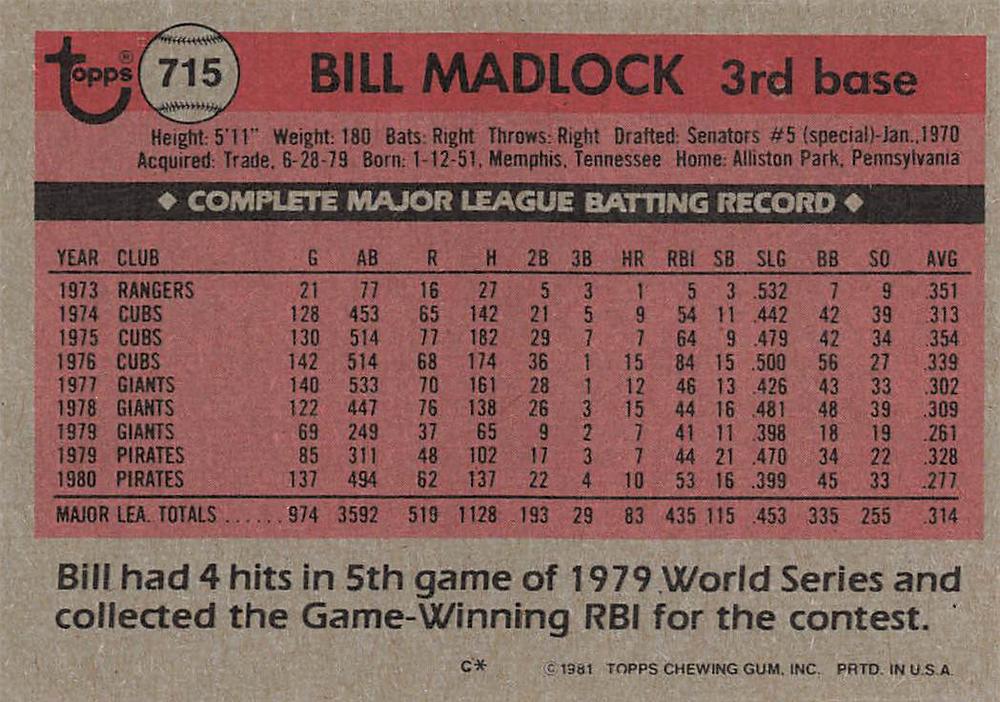 Topps® 715 BILL MADLOCK 3rd base
Height: 5'11" Weight: 180 Bats: Right Throws: Right Drafted: Senators #5 (special)-Jan.,1970
Acquired: Trade, 6-28-79 Born: 1-12-51, Memphis, Tennessee Home: Alliston Park, Pennsylvania
◆ COMPLETE MAJOR LEAGUE BATTING RECORD ◆
YEAR CLUB G AB R H 2B 3B HR RBI SB SLG BB SO AVG
1973 RANGERS 21 77 16 27 5 3 1 5 3 .532 7 9 .351
1974 CUBS 128 453 65 142 21 5 9 54 11 .442 42 39 .313
1975 CUBS 130 514 77 182 29 7 7 64 9 .479 42 34 .354
1976 CUBS 142 514 68 174 36 1 15 84 15 .500 56 27 .339
1977 GIANTS 140 533 70 161 28 1 12 46 13 .426 43 33 .302
1978 GIANTS 122 447 76 138 26 3 15 44 16 .481 48 39 .309
1979 GIANTS 69 249 37 65 9 2 7 41 11 .398 18 19 .261
1979 PIRATES 85 311 48 102 17 3 7 44 21 .470 34 22 .328
1980 PIRATES 137 494 62 137 22 4 10 53 16 .399 45 33 .277
MAJOR LEA. TOTALS ...... 974 3592 519 1128 193 29 83 435 115 .453 335 255 .314
Bill had 4 hits in 5th game of 1979 World Series and
collected the Game-Winning RBI for the contest.
C* © 1981 TOPPS CHEWING GUM, INC. PRTD. IN U.S.A.